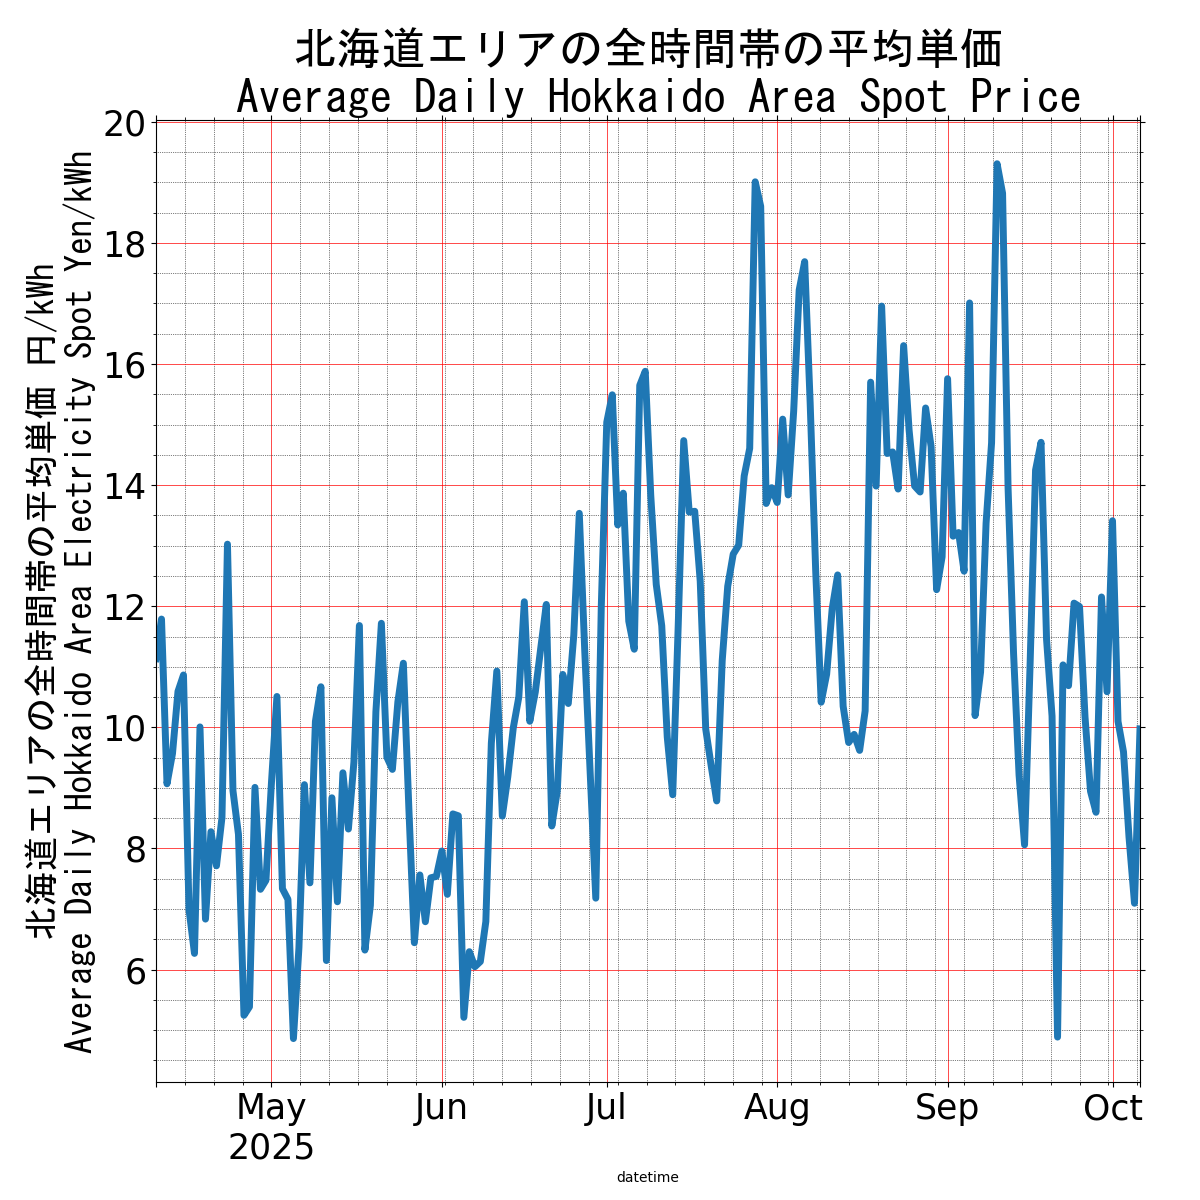 北海道エリアの全時間帯の平均単価
Average Daily Hokkaido Area Spot Price
北海道エリアの全時間帯の平均単価 円/kWh
Average Daily Hokkaido Area Electricity Spot Yen/kWh
20
18
16
14
12
10
8
6
May
2025
Jun
Jul
Aug
Sep
Oct
datetime